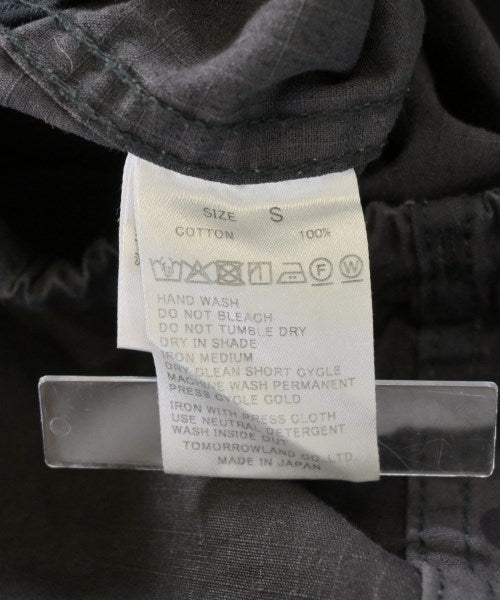 SIZE S
COTTON 100%
HAND WASH
DO NOT BLEACH
DO NOT TUMBLE DRY
DRY IN SHADE
IRON MEDIUM
DRY CLEAN SHORT CYCLE
MACHINE WASH PERMANENT
PRESS CYCLE GOLD
IRON WITH PRESS CLOTH
USE NEUTRAL DETERGENT
WASH INSIDE OUT
TOMORROWLAND CO.,LTD.
MADE IN JAPAN